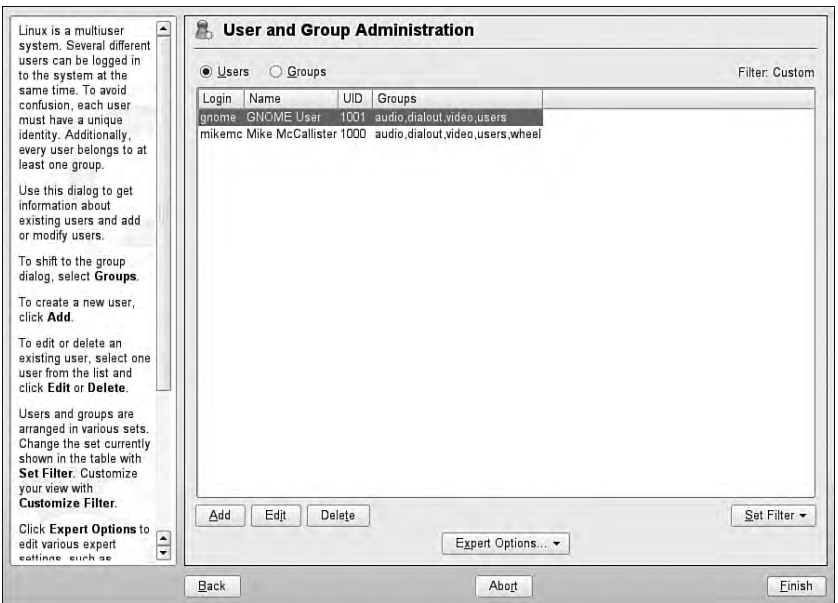 Linux is a multiuser
system. Several different
users can be logged in
to the system at the
same time. To avoid
confusion, each user
must have a unique
identity. Additionally,
every user belongs to at
least one group.
Use this dialog to get
information about
existing users and add
or modify users.
To shift to the group
dialog, select Groups.
To create a new user,
click Add.
To edit or delete an
existing user, select one
user from the list and
click Edit or Delete.
Users and groups are
arranged in various sets.
Change the set currently
shown in the table with
Set Filter. Customize
your view with
Customize Filter.
Click Expert Options to
edit various expert
settings, such as
User and Group Administration
Users Groups Filter: Custom
Login Name UID Groups
gnome GNOME User 1001 audio,dialout,video,users
mikemc Mike McCallister 1000 audio,dialout,video,users,wheel
Add Edit Delete Set Filter
Expert Options...
Back Abort Finish